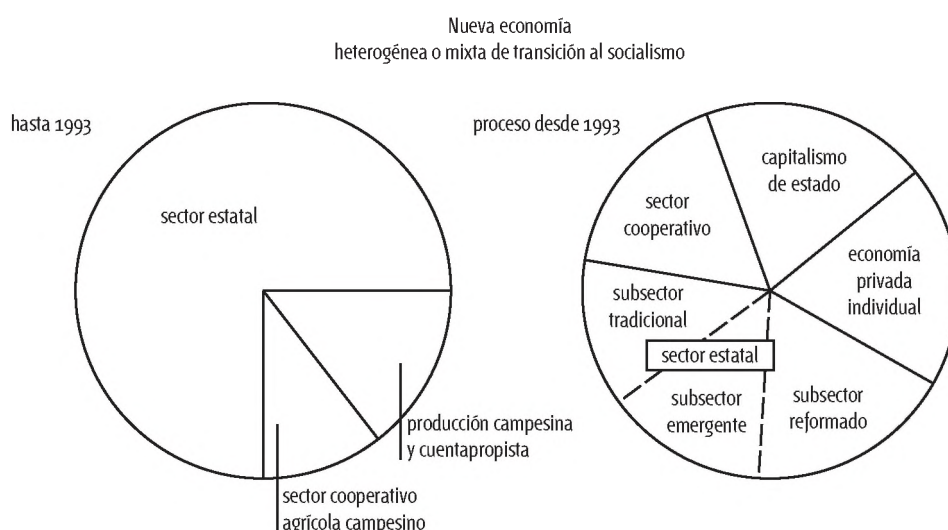 Nueva economía
heterogénea o mixta de transición al socialismo
hasta 1993
sector estatal
producción campesina
y cuentapropista
sector cooperativo
agrícola campesino
proceso desde 1993
capitalismo
de estado
sector
cooperativo
economía
privada
individual
subsector
tradicional
sector estatal
subsector
emergente
subsector
reformado